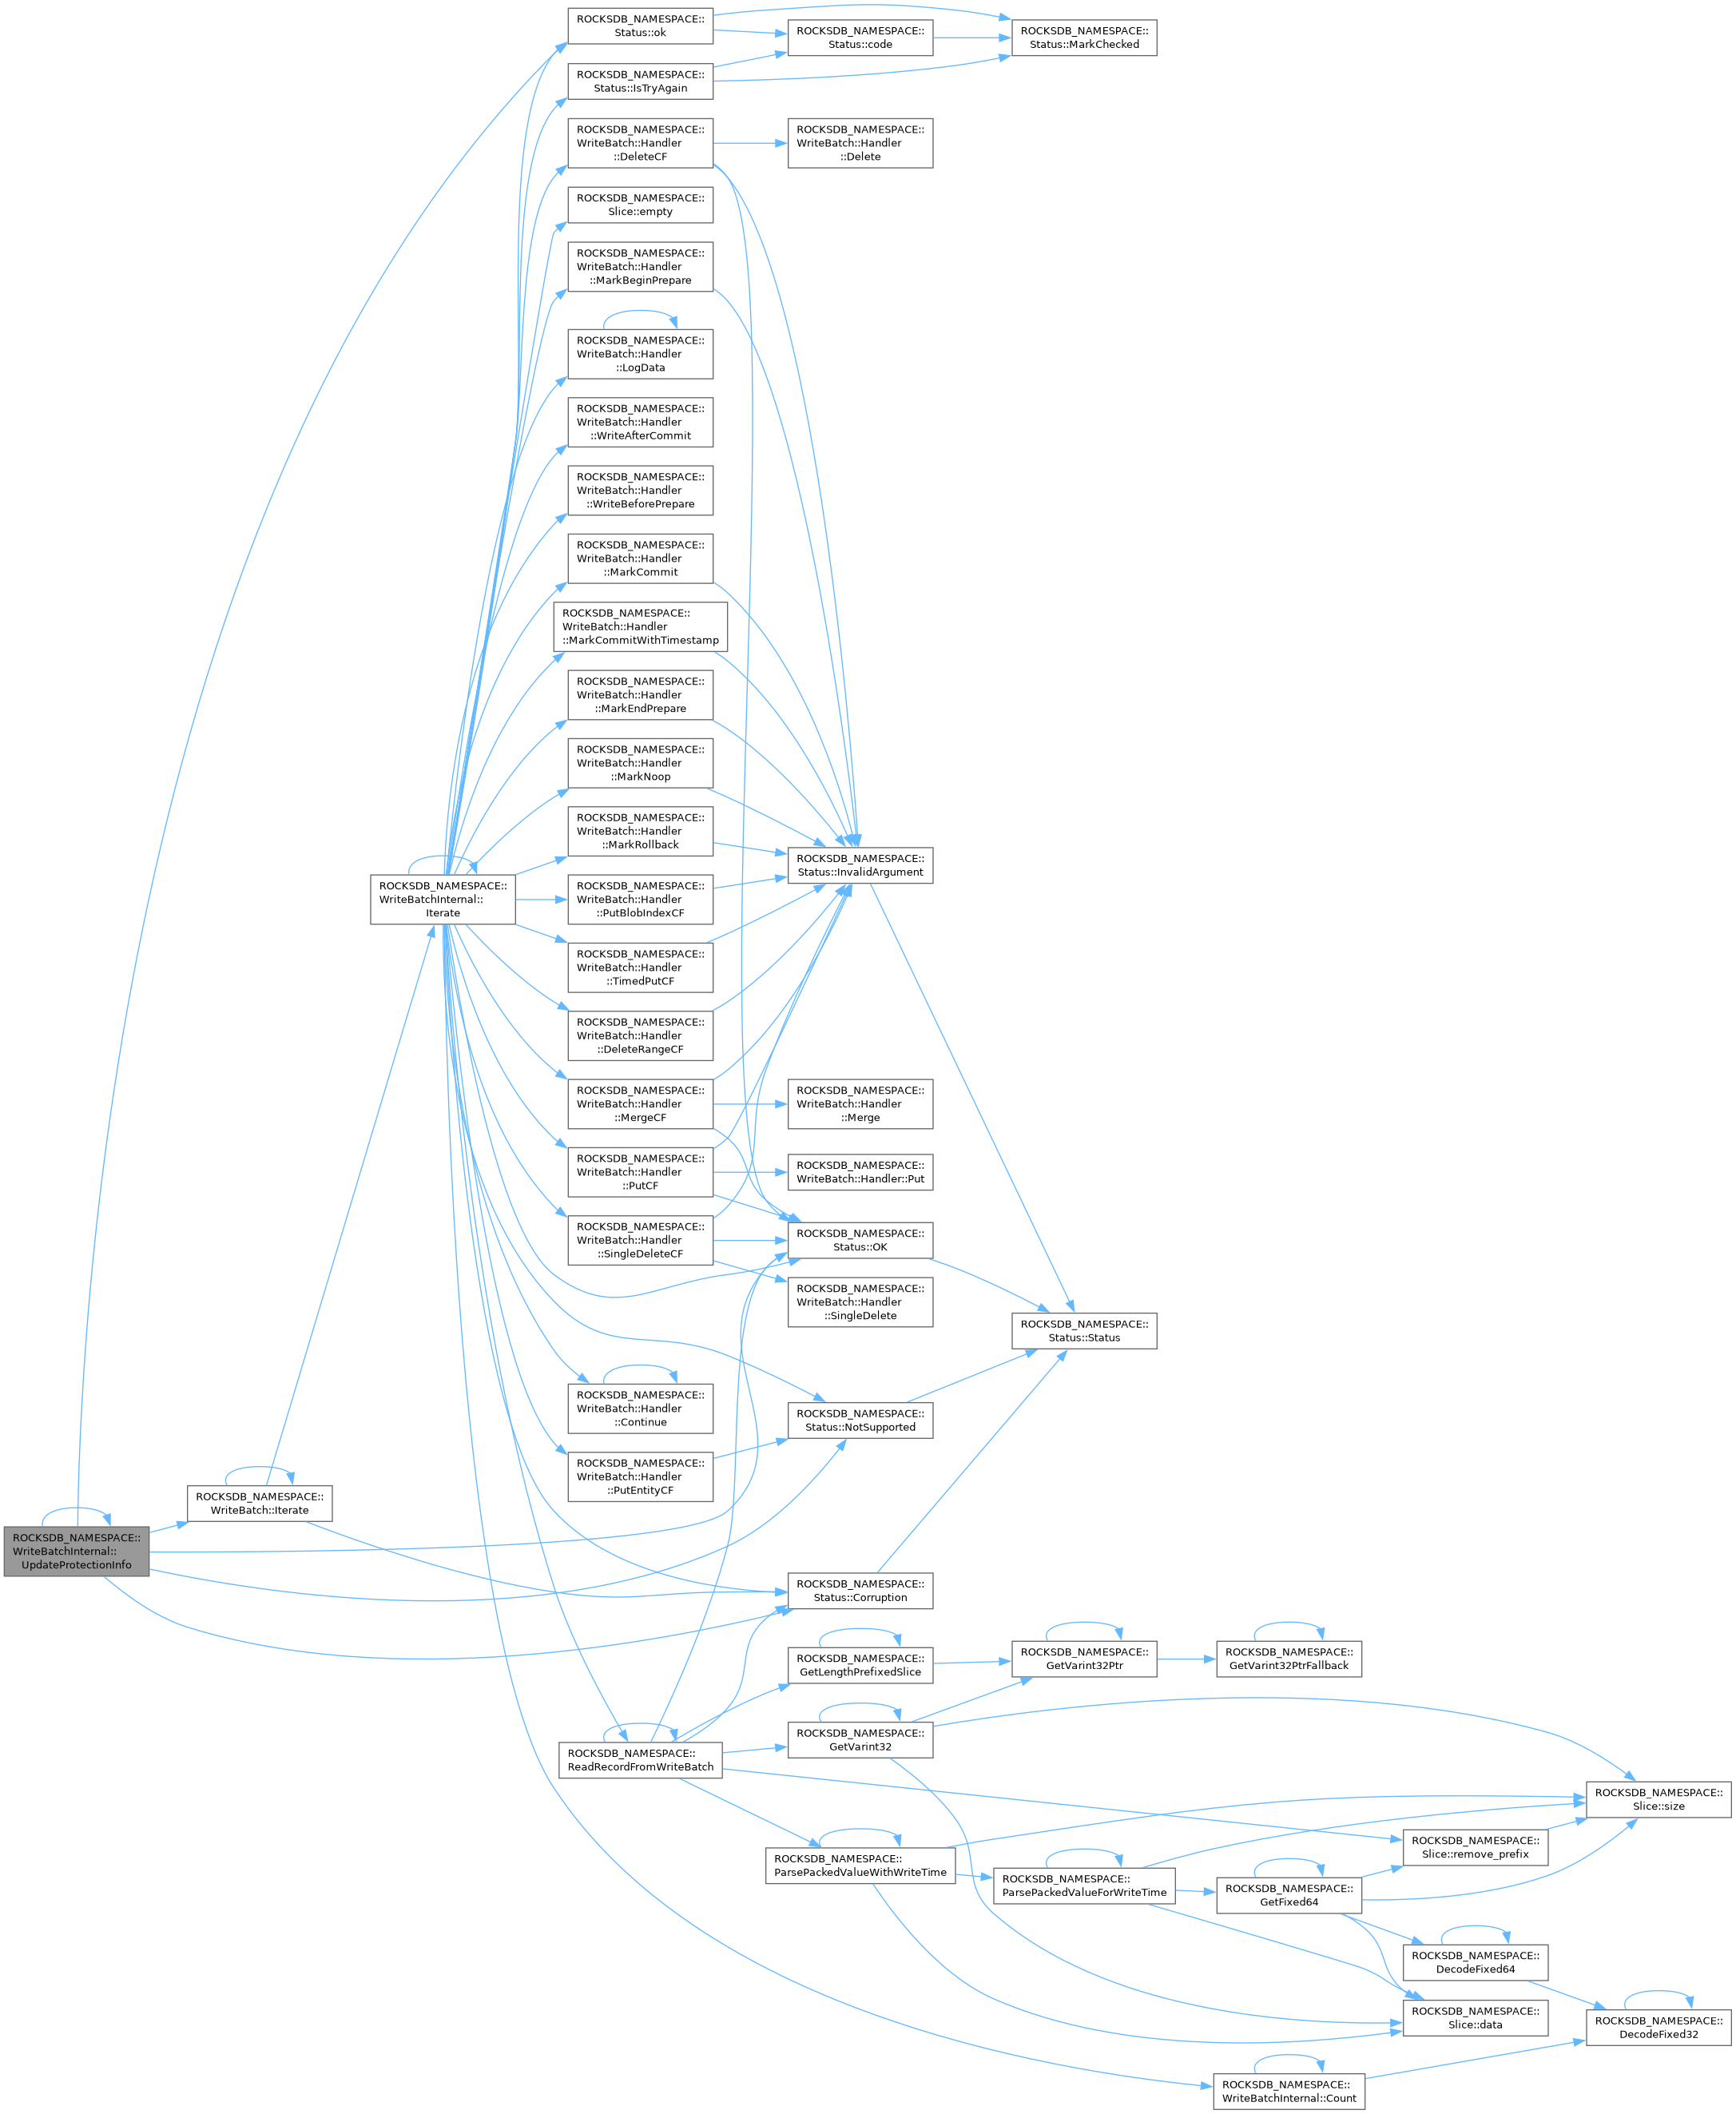 ROCKSDB_NAMESPACE::
Status::ok
ROCKSDB_NAMESPACE::
Status::code
ROCKSDB_NAMESPACE::
Status::MarkChecked
ROCKSDB_NAMESPACE::
Status::IsTryAgain
ROCKSDB_NAMESPACE::
WriteBatch::Handler
::DeleteCF
ROCKSDB_NAMESPACE::
WriteBatch::Handler
::Delete
ROCKSDB_NAMESPACE::
Slice::empty
ROCKSDB_NAMESPACE::
WriteBatch::Handler
::MarkBeginPrepare
ROCKSDB_NAMESPACE::
WriteBatch::Handler
::LogData
ROCKSDB_NAMESPACE::
WriteBatch::Handler
::WriteAfterCommit
ROCKSDB_NAMESPACE::
WriteBatch::Handler
::WriteBeforePrepare
ROCKSDB_NAMESPACE::
WriteBatch::Handler
::MarkCommit
ROCKSDB_NAMESPACE::
WriteBatch::Handler
::MarkCommitWithTimestamp
ROCKSDB_NAMESPACE::
WriteBatch::Handler
::MarkEndPrepare
ROCKSDB_NAMESPACE::
WriteBatch::Handler
::MarkNoop
ROCKSDB_NAMESPACE::
WriteBatch::Handler
::MarkRollback
ROCKSDB_NAMESPACE::
Status::InvalidArgument
ROCKSDB_NAMESPACE::
WriteBatchInternal::
Iterate
ROCKSDB_NAMESPACE::
WriteBatch::Handler
::PutBlobIndexCF
ROCKSDB_NAMESPACE::
WriteBatch::Handler
::TimedPutCF
ROCKSDB_NAMESPACE::
WriteBatch::Handler
::DeleteRangeCF
ROCKSDB_NAMESPACE::
WriteBatch::Handler
::MergeCF
ROCKSDB_NAMESPACE::
WriteBatch::Handler
::Merge
ROCKSDB_NAMESPACE::
WriteBatch::Handler
::PutCF
ROCKSDB_NAMESPACE::
WriteBatch::Handler::Put
ROCKSDB_NAMESPACE::
WriteBatch::Handler
::SingleDeleteCF
ROCKSDB_NAMESPACE::
Status::OK
ROCKSDB_NAMESPACE::
WriteBatch::Handler
::SingleDelete
ROCKSDB_NAMESPACE::
Status::Status
ROCKSDB_NAMESPACE::
WriteBatch::Handler
::Continue
ROCKSDB_NAMESPACE::
Status::NotSupported
ROCKSDB_NAMESPACE::
WriteBatch::Handler
::PutEntityCF
ROCKSDB_NAMESPACE::
WriteBatch::Iterate
ROCKSDB_NAMESPACE::
WriteBatchInternal::
UpdateProtectionInfo
ROCKSDB_NAMESPACE::
Status::Corruption
ROCKSDB_NAMESPACE::
GetLengthPrefixedSlice
ROCKSDB_NAMESPACE::
GetVarint32Ptr
ROCKSDB_NAMESPACE::
GetVarint32PtrFallback
ROCKSDB_NAMESPACE::
GetVarint32
ROCKSDB_NAMESPACE::
ReadRecordFromWriteBatch
ROCKSDB_NAMESPACE::
Slice::size
ROCKSDB_NAMESPACE::
Slice::remove_prefix
ROCKSDB_NAMESPACE::
ParsePackedValueWithWriteTime
ROCKSDB_NAMESPACE::
ParsePackedValueForWriteTime
ROCKSDB_NAMESPACE::
GetFixed64
ROCKSDB_NAMESPACE::
DecodeFixed64
ROCKSDB_NAMESPACE::
Slice::data
ROCKSDB_NAMESPACE::
DecodeFixed32
ROCKSDB_NAMESPACE::
WriteBatchInternal::Count